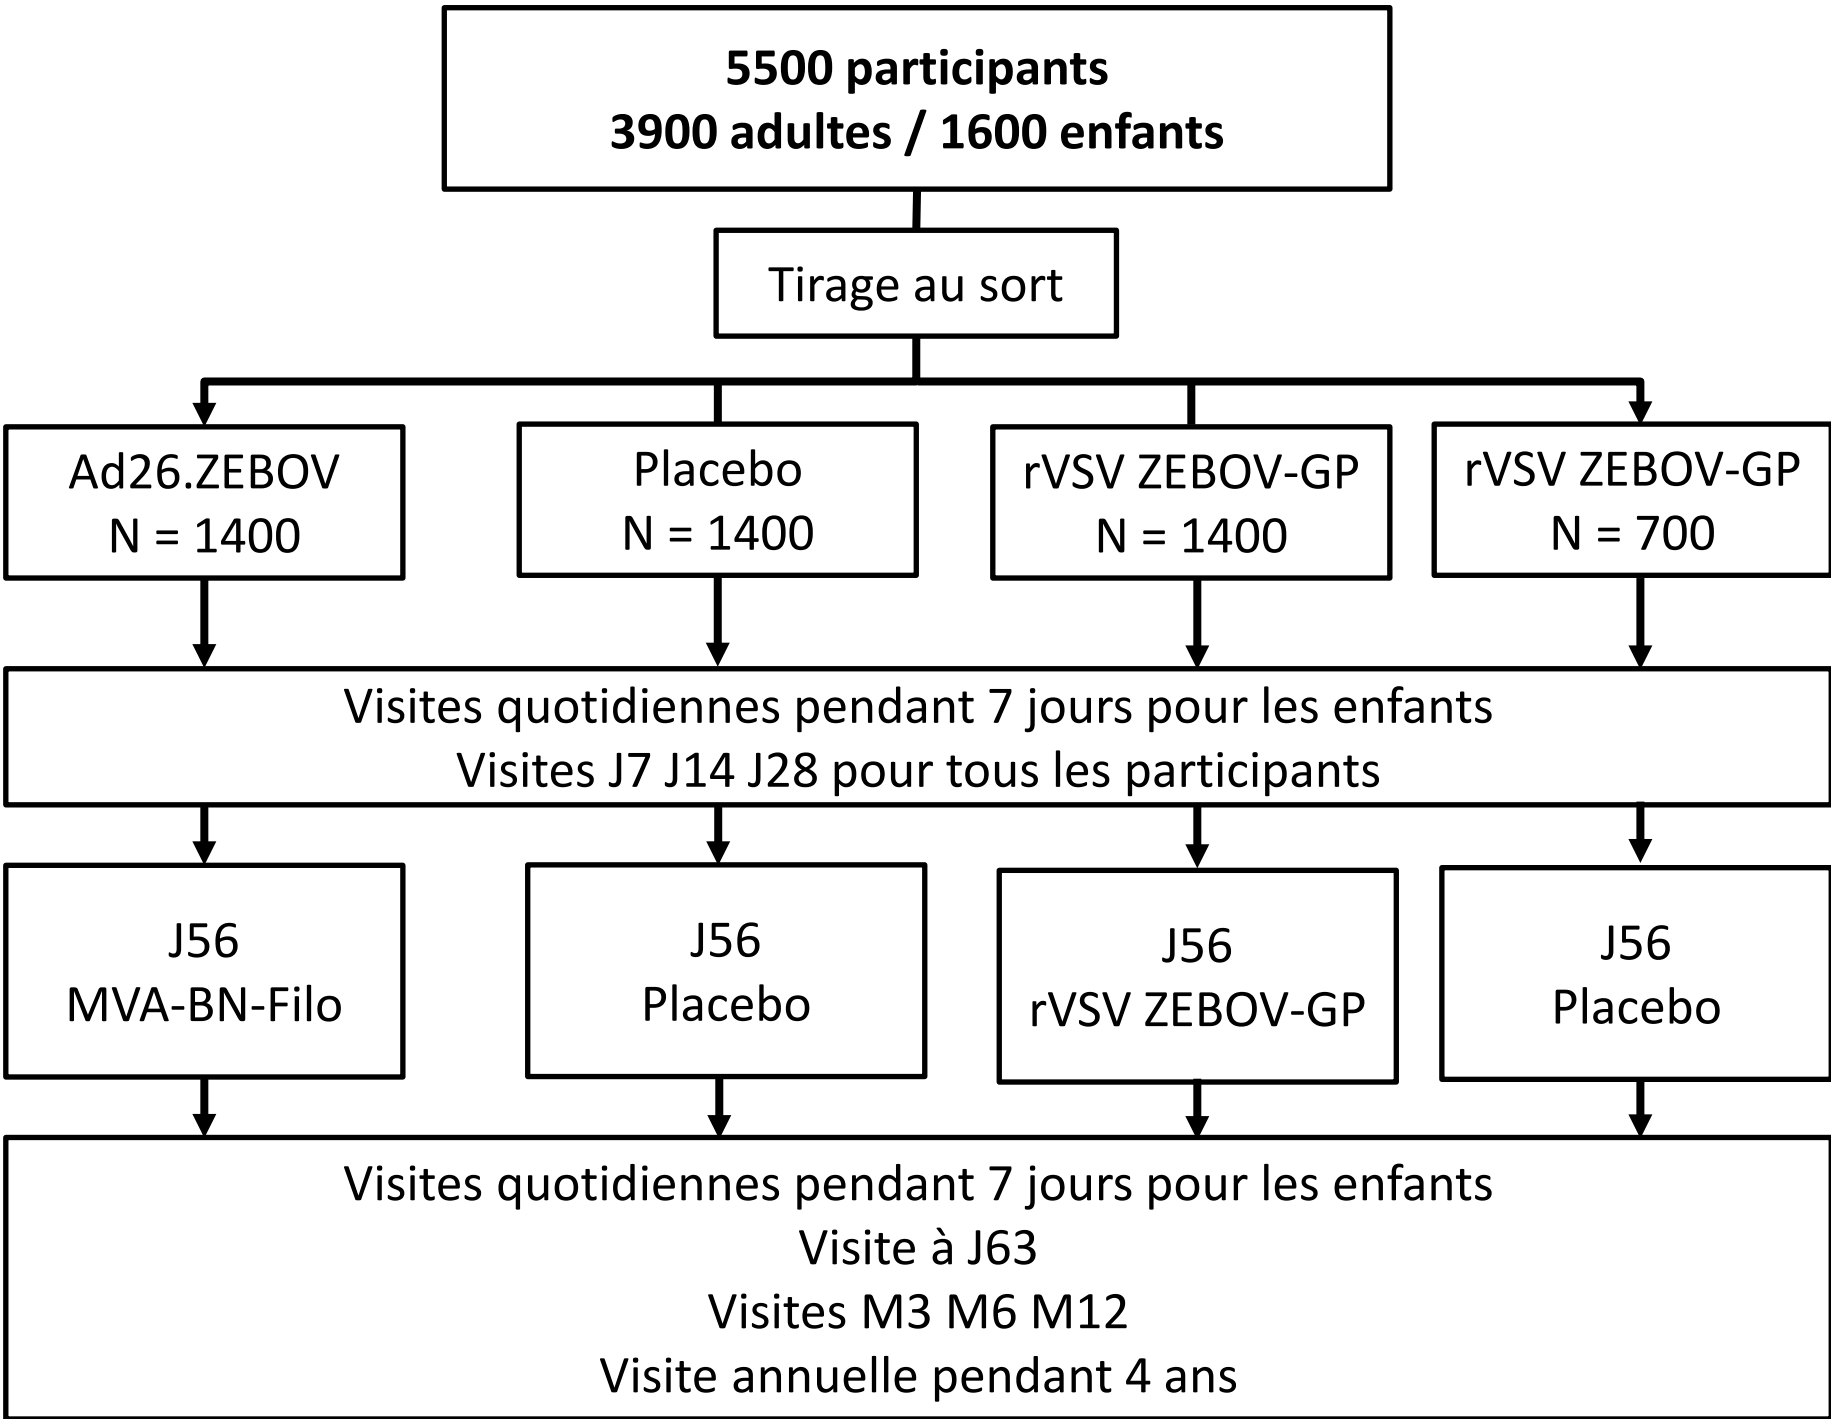 5500 participants
3900 adultes / 1600 enfants
Tirage au sort
Ad26.ZEBOV
N = 1400
Placebo
N = 1400
rVSV ZEBOV-GP
N = 1400
rVSV ZEBOV-GP
N = 700
Visites quotidiennes pendant 7 jours pour les enfants
Visites J7 J14 J28 pour tous les participants
J56
MVA-BN-Filo
J56
Placebo
J56
rVSV ZEBOV-GP
J56
Placebo
Visites quotidiennes pendant 7 jours pour les enfants
Visite à J63
Visites M3 M6 M12
Visite annuelle pendant 4 ans